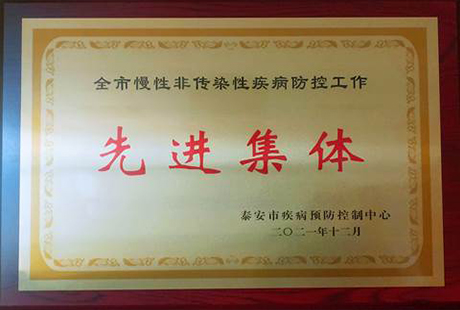 全市慢性非传染性疾病防控工作
先进集体
泰安市疾病预防控制中心
二〇二一年十二月